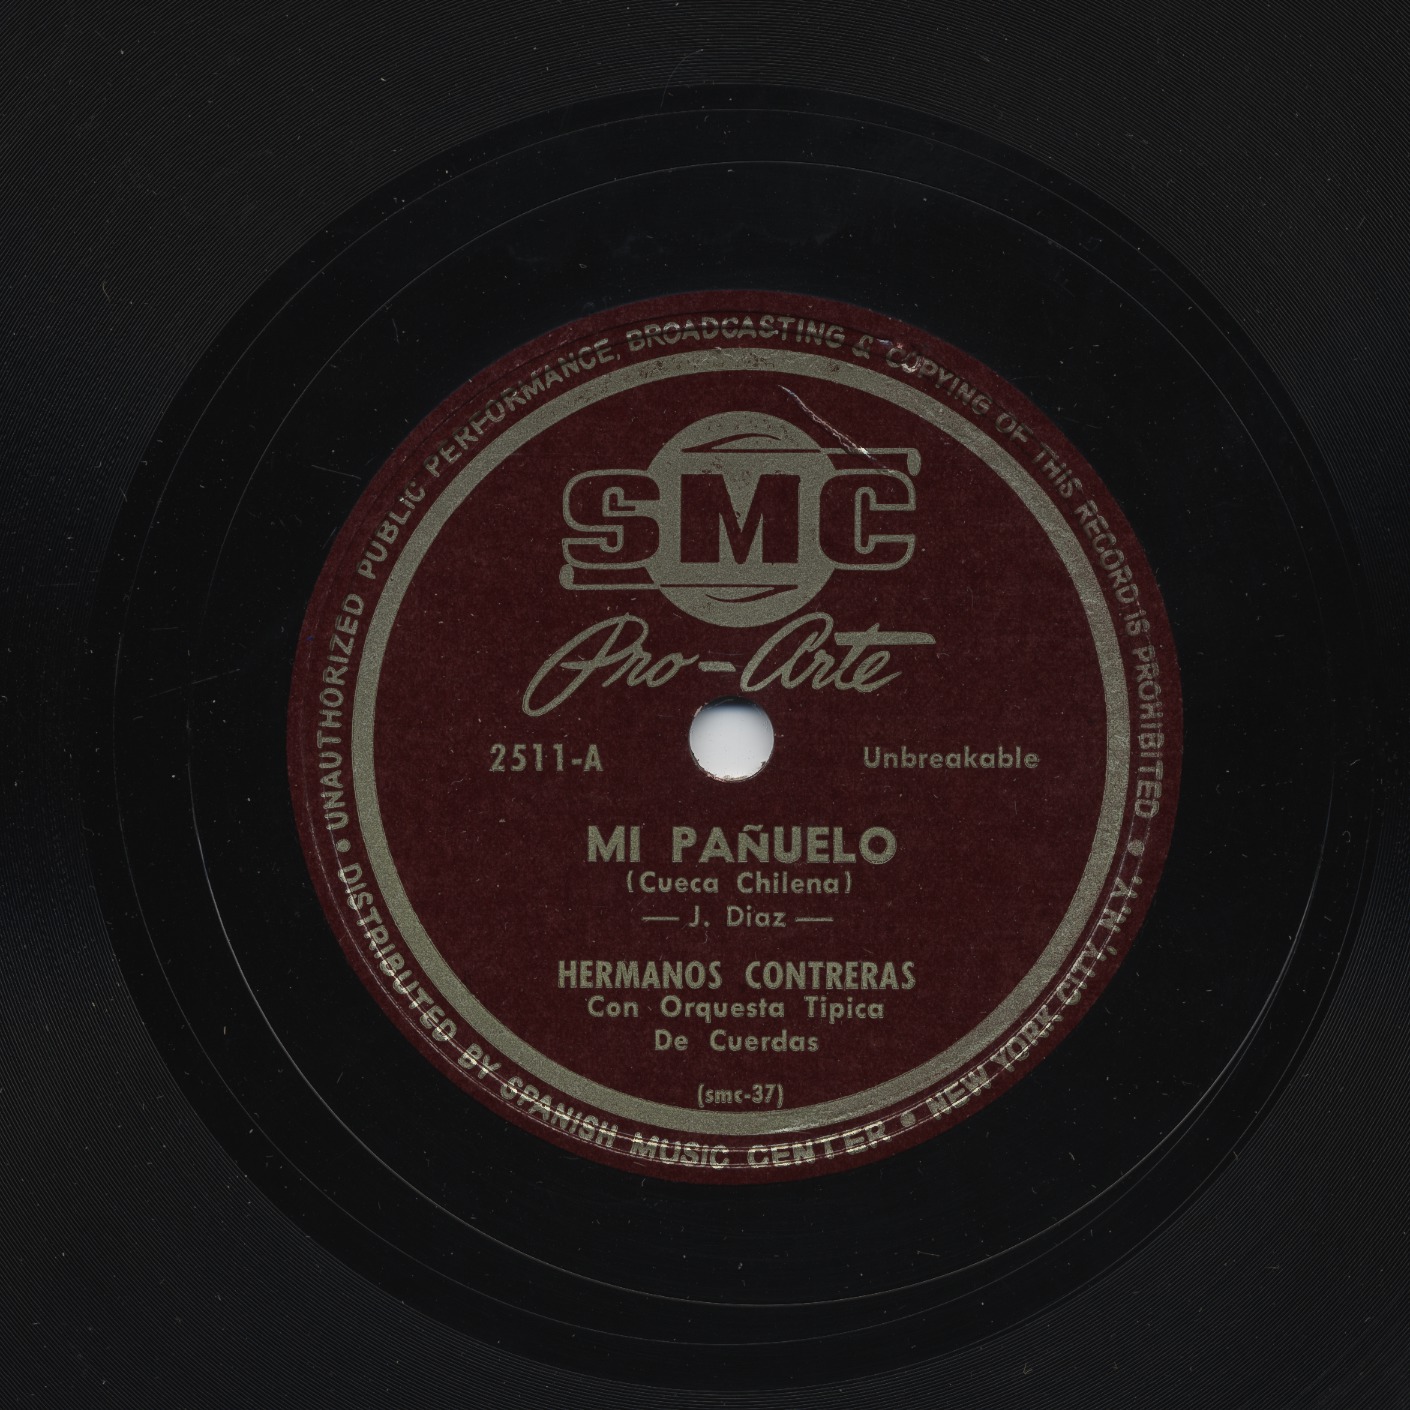 • UNAUTHORIZED PUBLIC PERFORMANCE, BROADCASTING & COPYING OF THIS RECORD IS PROHIBITED
SMC
Pro-Arte
2511-A
Unbreakable
MI PAÑUELO
(Cueca Chilena)
— J. Diaz —
HERMANOS CONTRERAS
Con Orquesta Tipica
De Cuerdas
(smc-37)
• DISTRIBUTED BY SPANISH MUSIC CENTER • NEW YORK CITY, N.Y. •